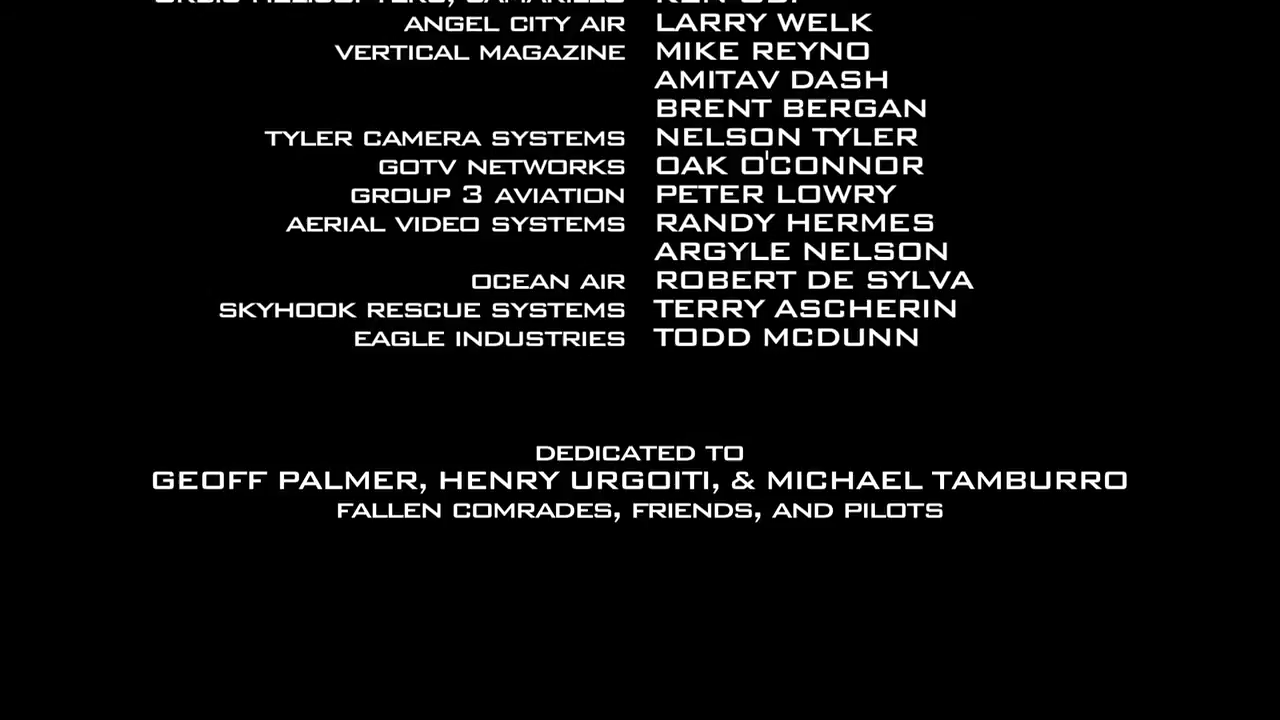 ANGEL CITY AIR LARRY WELK
VERTICAL MAGAZINE MIKE REYNO
AMITAV DASH
BRENT BERGAN
TYLER CAMERA SYSTEMS NELSON TYLER
GOTV NETWORKS OAK O'CONNOR
GROUP 3 AVIATION PETER LOWRY
AERIAL VIDEO SYSTEMS RANDY HERMES
ARGYLE NELSON
OCEAN AIR ROBERT DE SYLVA
SKYHOOK RESCUE SYSTEMS TERRY ASCHERIN
EAGLE INDUSTRIES TODD MCDUNN
DEDICATED TO
GEOFF PALMER, HENRY URGOITI, & MICHAEL TAMBURRO
FALLEN COMRADES, FRIENDS, AND PILOTS